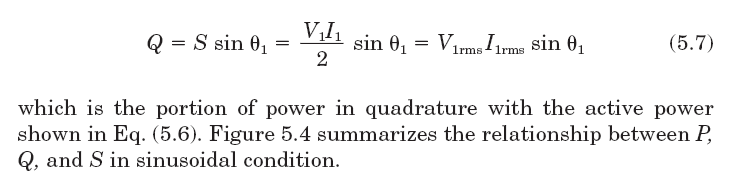 Q = S sin θ₁ = V₁I₁/2 sin θ₁ = V₁rms I₁rms sin θ₁ (5.7)
which is the portion of power in quadrature with the active power
shown in Eq. (5.6). Figure 5.4 summarizes the relationship between P,
Q, and S in sinusoidal condition.